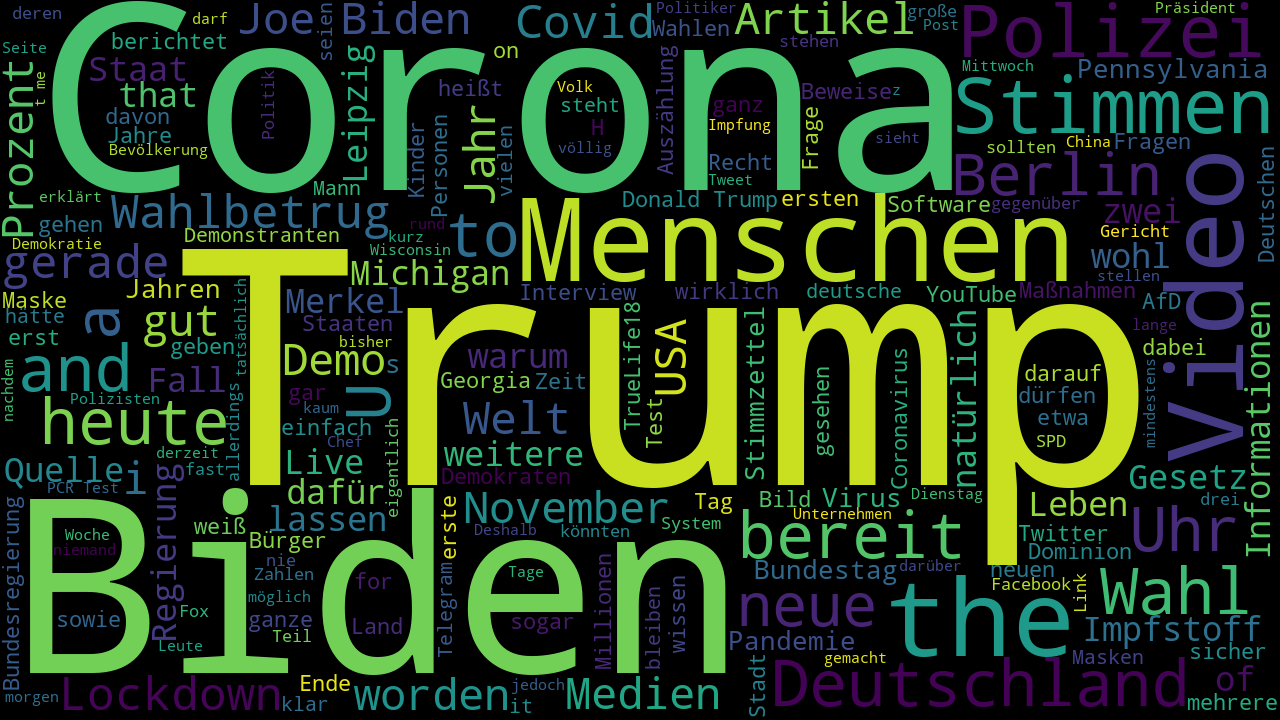 deren
darf
Joe Biden
seien
Covid
Politiker
Artikel
große
Post
Präsident
Polizei
Seite
berichtet
Corona
on
Wahlen
stehen
Staat
Politik
heißt
Volk
Mittwoch
Pennsylvania
t me
that
Leipzig
steht
H
Auszählung
ganz
Beweise
z
Stimmen
Prozent
davon
Jahre
Impfung
Frage
sieht
sollten
China
Fragen
Bevölkerung
Kinder
Jahr
vielen
völlig
Recht
Tweet
Berlin
Video
Deutschen
erklärt
Mann
Personen
Donald Trump
ersten
Software
gegenüber
zwei
gehen
Wahlbetrug
rund
to
Menschen
Gericht
Demokratie
Demonstranten
kurz
Wisconsin
wohl
gerade
Michigan
stellen
Maske
Jahren
Merkel
Interview
wirklich
deutsche
YouTube
Maßnahmen
AfD
hatte
a
gut
Staaten
TrueLife18
lange
erst
tatsächlich
bisher
Trump
Stimmzettel
natürlich
Informationen
geben
Demo
s
warum
Test
USA
Coronavirus
dabei
and
Fall
U
Georgia
Zeit
gesehen
darauf
nachdem
Polizisten
gar
dürfen
mindestens
heute
kaum
Welt
etwa
einfach
Chef
SPD
derzeit
allerdings
eigentlich
weitere
Quelle
i
fast
Live
Demokraten
Gesetz
PCR Test
dafür
Tag
Bild
Virus
Dienstag
Leben
drei
Bundesregierung
Regierung
weiß
lassen
erste
November
System
Unternehmen
Twitter
Uhr
Woche
Bürger
Deshalb
könnten
bereit
Dominion
niemand
nie
Biden
Bundestag
darüber
neuen
Zahlen
for
Tage
Millionen
wissen
Facebook
Link
Wahl
möglich
Telegram
the
sowie
Fox
ganze
Land
sogar
bleiben
neue
Impfstoff
Teil
Pandemie
Leute
gemacht
Masken
sicher
morgen
Lockdown
Ende
klar
worden
jedoch
it
Medien
Stadt
Deutschland
of
mehrere